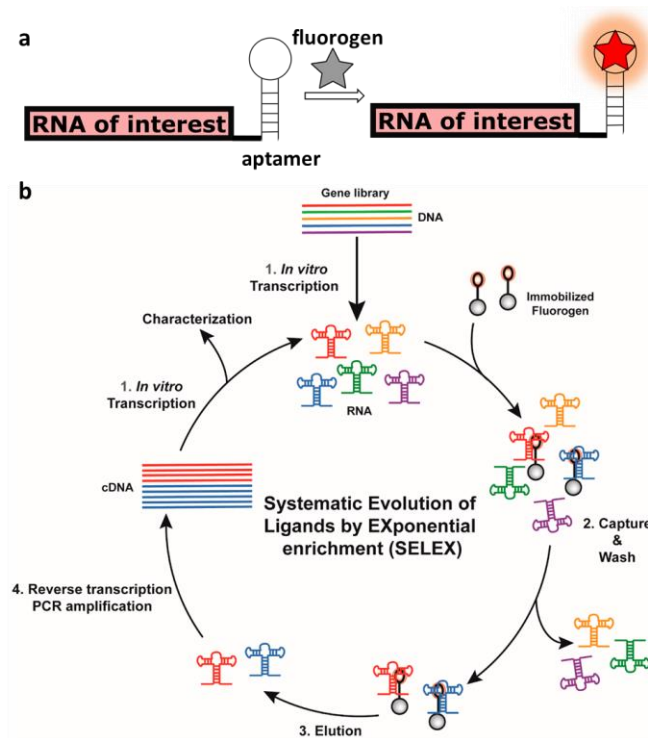 a
fluorogen
RNA of interest
aptamer
RNA of interest
b
Gene library
DNA
1. In vitro
Transcription
Immobilized
Fluorogen
Characterization
1. In vitro
Transcription
RNA
cDNA
Systematic Evolution of
Ligands by EXponential
enrichment (SELEX)
2. Capture
&
Wash
4. Reverse transcription
PCR amplification
3. Elution